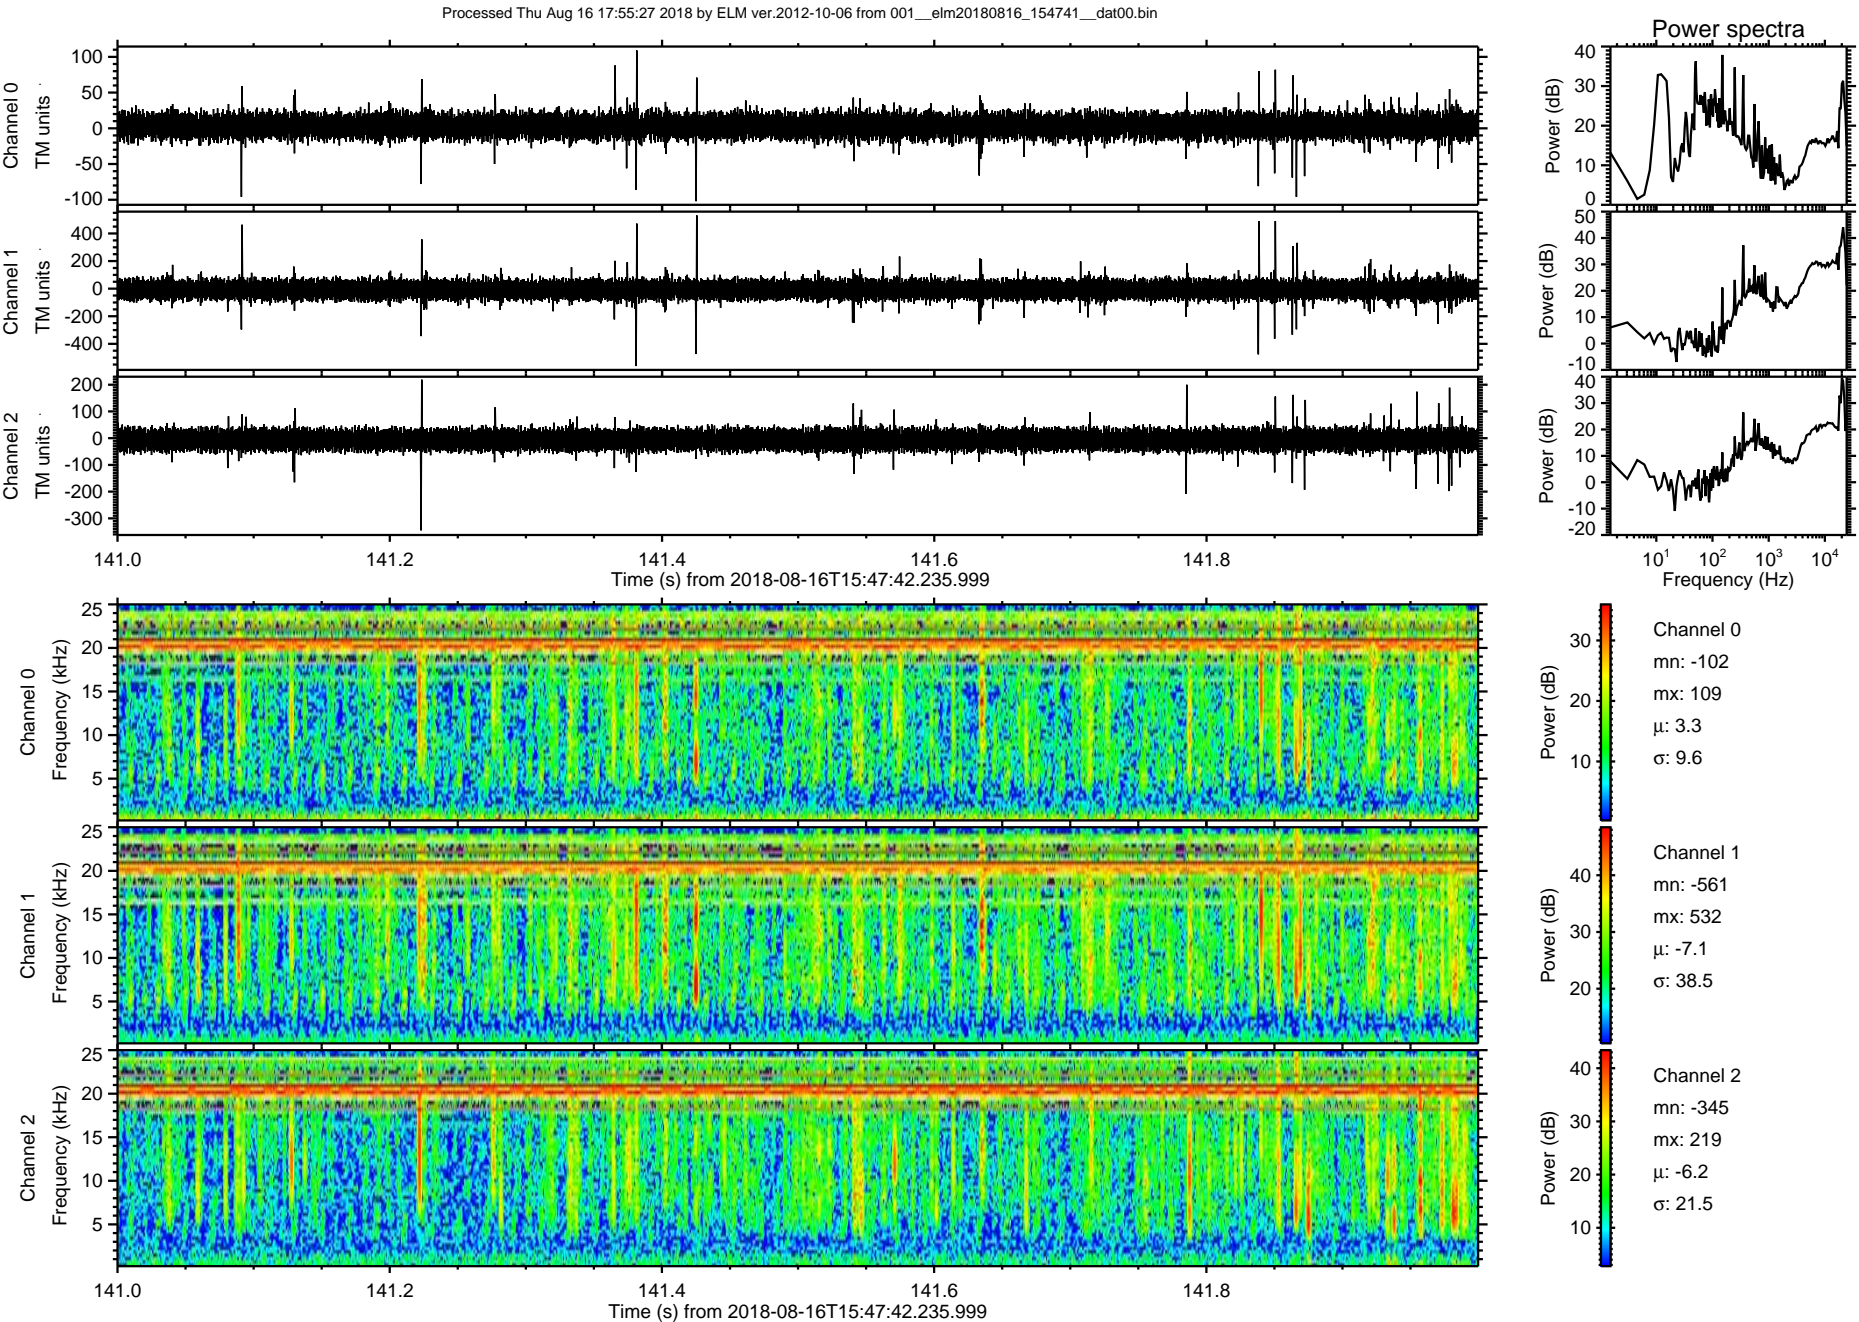 Processed Thu Aug 16 17:55:27 2018 by ELM ver.2012-10-06 from 001__elm20180816_154741__dat00.bin
Power spectra
Channel 0
TM units
100
50
0
-50
-100
Power (dB)
40
30
20
10
0
Channel 1
TM units
400
200
0
-200
-400
Power (dB)
50
40
30
20
10
0
-10
Channel 2
TM units
200
100
0
-100
-200
-300
Power (dB)
40
30
20
10
0
-10
-20
141.0 141.2 141.4 141.6 141.8
Time (s) from 2018-08-16T15:47:42.235.999
10¹ 10² 10³ 10⁴
Frequency (Hz)
Channel 0
Frequency (kHz)
25
20
15
10
5
Power (dB)
30
20
10
Channel 0
mn: -102
mx: 109
μ: 3.3
σ: 9.6
Channel 1
Frequency (kHz)
25
20
15
10
5
Power (dB)
40
30
20
Channel 1
mn: -561
mx: 532
μ: -7.1
σ: 38.5
Channel 2
Frequency (kHz)
25
20
15
10
5
Power (dB)
40
30
20
10
Channel 2
mn: -345
mx: 219
μ: -6.2
σ: 21.5
141.0 141.2 141.4 141.6 141.8
Time (s) from 2018-08-16T15:47:42.235.999